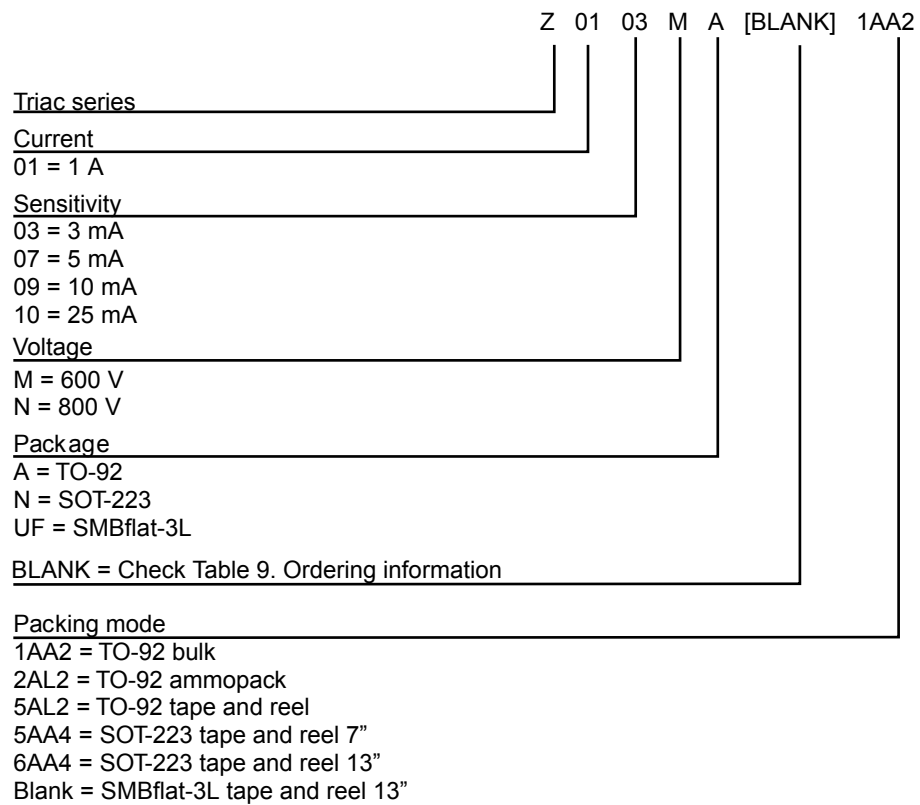 Z 01 03 M A [BLANK] 1AA2
Triac series
Current
01 = 1 A
Sensitivity
03 = 3 mA
07 = 5 mA
09 = 10 mA
10 = 25 mA
Voltage
M = 600 V
N = 800 V
Package
A = TO-92
N = SOT-223
UF = SMBflat-3L
BLANK = Check Table 9. Ordering information
Packing mode
1AA2 = TO-92 bulk
2AL2 = TO-92 ammopack
5AL2 = TO-92 tape and reel
5AA4 = SOT-223 tape and reel 7”
6AA4 = SOT-223 tape and reel 13”
Blank = SMBflat-3L tape and reel 13”